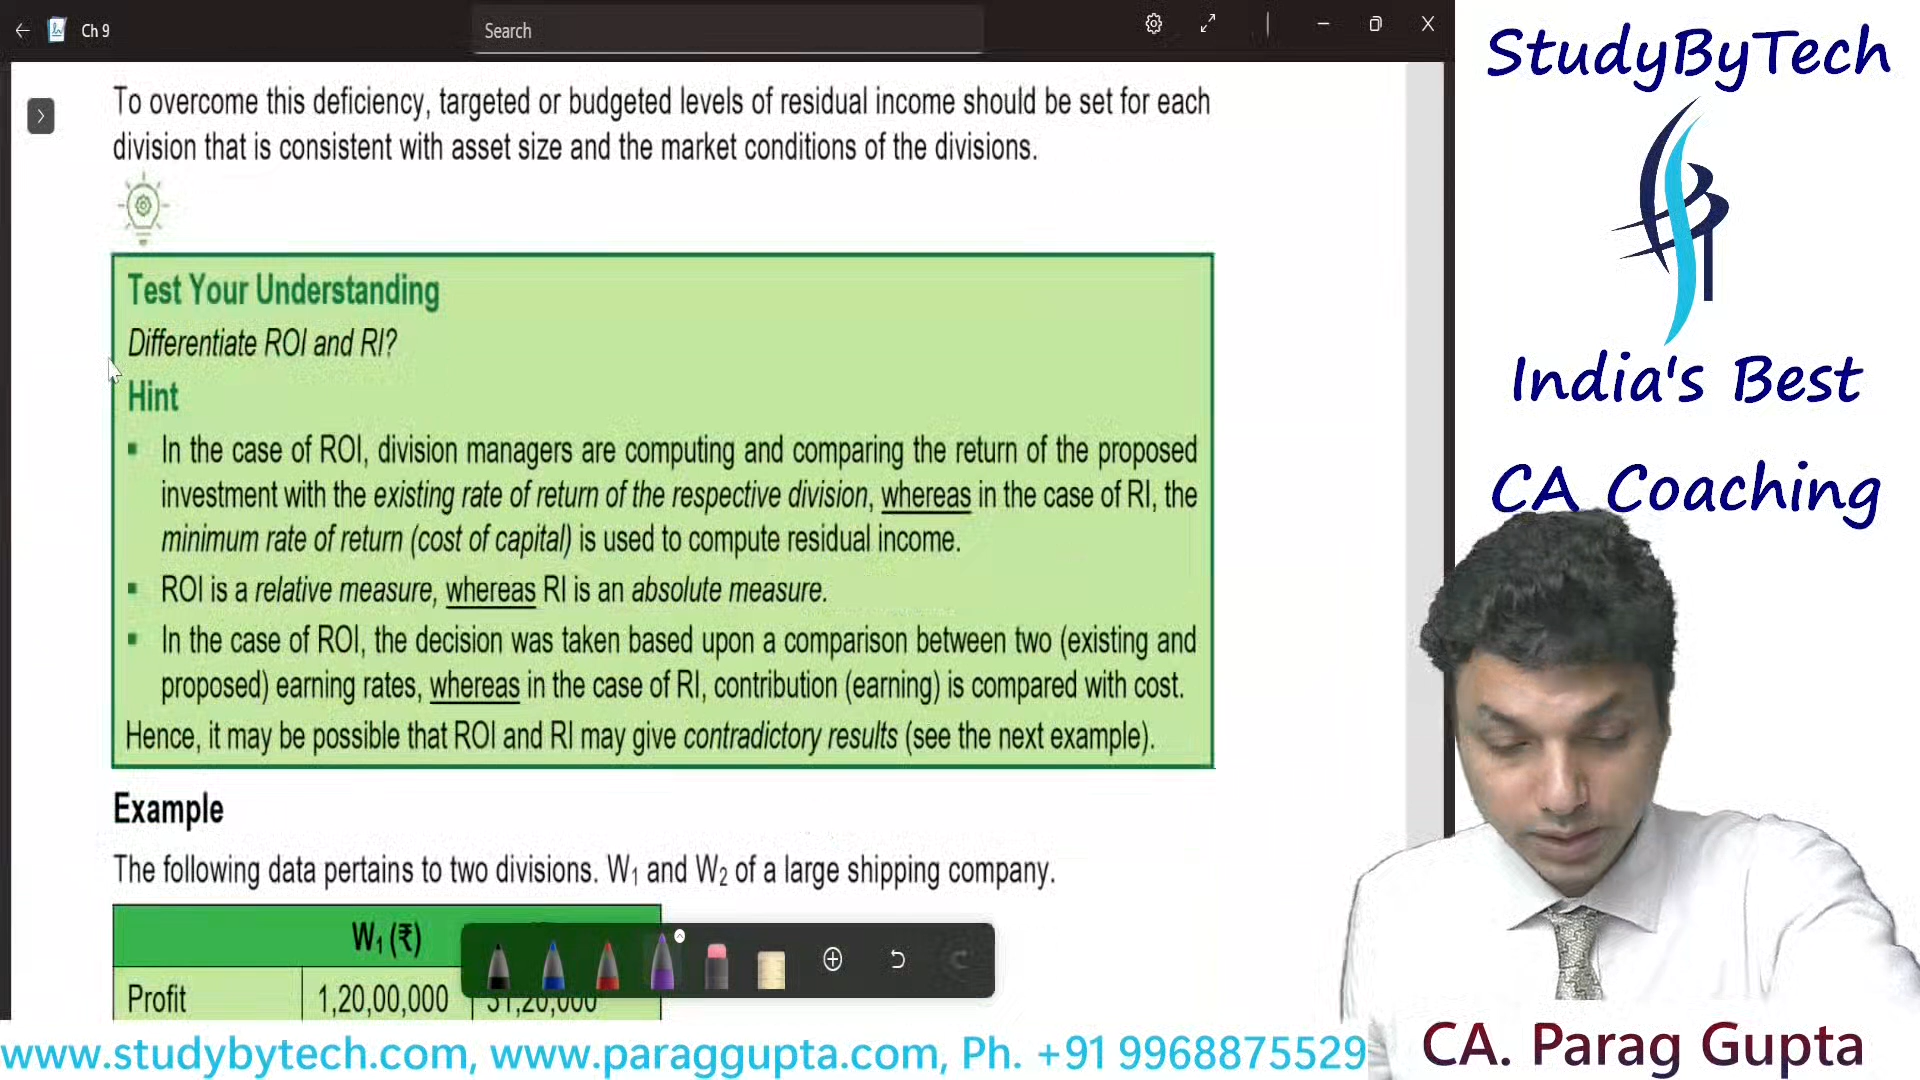 Ch 9
Search
To overcome this deficiency, targeted or budgeted levels of residual income should be set for each
division that is consistent with asset size and the market conditions of the divisions.
Test Your Understanding
Differentiate ROI and RI?
Hint
▪ In the case of ROI, division managers are computing and comparing the return of the proposed
investment with the existing rate of return of the respective division, whereas in the case of RI, the
minimum rate of return (cost of capital) is used to compute residual income.
▪ ROI is a relative measure, whereas RI is an absolute measure.
▪ In the case of ROI, the decision was taken based upon a comparison between two (existing and
proposed) earning rates, whereas in the case of RI, contribution (earning) is compared with cost.
Hence, it may be possible that ROI and RI may give contradictory results (see the next example).
Example
The following data pertains to two divisions. W₁ and W₂ of a large shipping company.
W₁ (₹)
Profit 1,20,00,000 31,20,000
StudyByTech
India's Best
CA Coaching
www.studybytech.com, www.paraggupta.com, Ph. +91 9968875529
CA. Parag Gupta